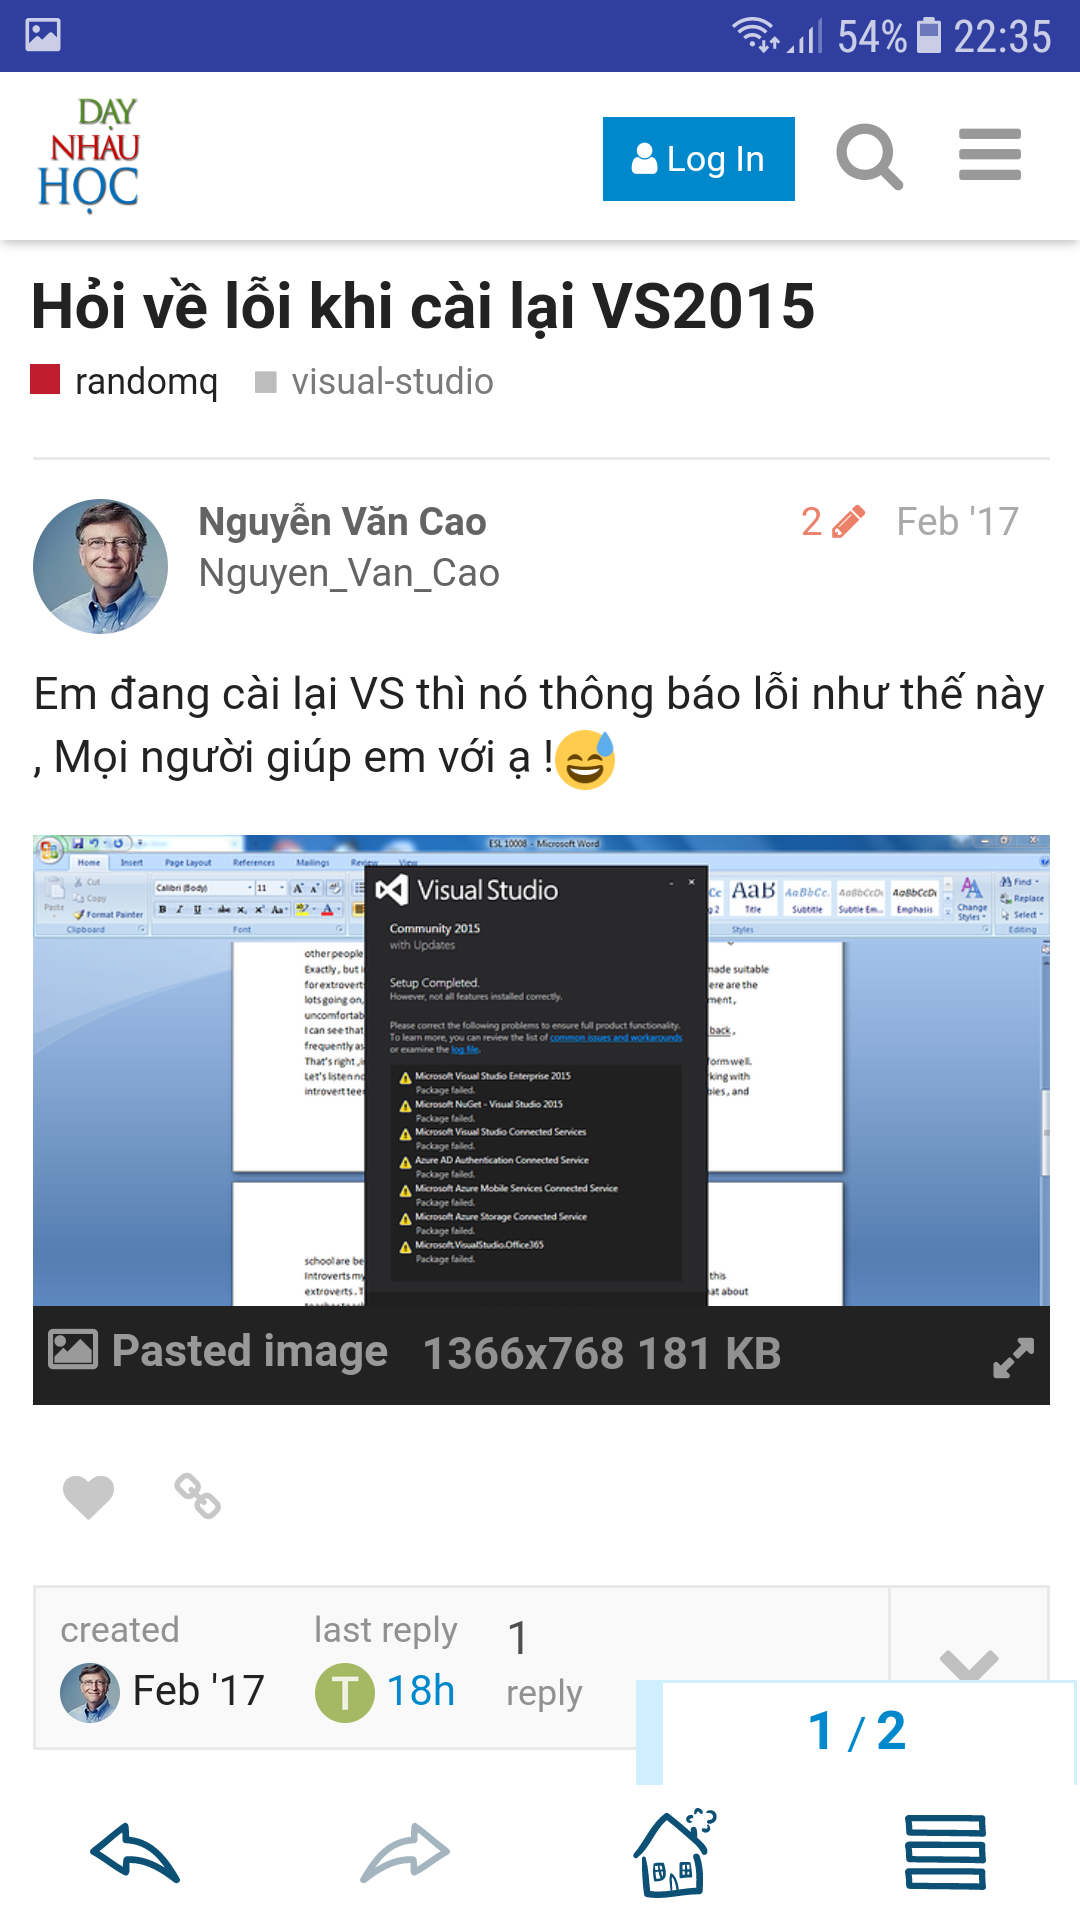 54% 22:35
DẠY
NHAU
HỌC
Log In
Hỏi về lỗi khi cài lại VS2015
randomq visual-studio
Nguyễn Văn Cao 2 Feb '17
Nguyen_Van_Cao
Em đang cài lại VS thì nó thông báo lỗi như thế này
, Mọi người giúp em với ạ !
ESL 10008 - Microsoft Word
Home Insert Page Layout References Mailings Review View
Cut
Copy
Paste
Format Painter
Clipboard
Calibri (Body) 11
Font
Title Subtitle Subtle Em... Emphasis
Change Styles
Styles
Find
Replace
Select
Editing
Visual Studio
Community 2015
with Updates
Setup Completed.
However, not all features installed correctly.
Please correct the following problems to ensure full product functionality.
To learn more, you can review the list of common issues and workarounds
or examine the log file.
Microsoft Visual Studio Enterprise 2015
Package failed.
Microsoft NuGet - Visual Studio 2015
Package failed.
Microsoft Visual Studio Connected Services
Package failed.
Azure AD Authentication Connected Service
Package failed.
Microsoft Azure Mobile Services Connected Service
Package failed.
Microsoft Azure Storage Connected Service
Package failed.
Microsoft.VisualStudio.Office365
Package failed.
other people
Exactly, but i
for extrovert
lots going on,
uncomfortab
I can see that
frequently as
That's right ,i
Let's listen no
introvert tee
made suitable
ere are the
ment,
back,
form well.
king with
bies, and
school are be
Introverts my
extroverts. T
this
at about
Pasted image 1366x768 181 KB
created last reply 1
Feb '17 T 18h reply
1 / 2